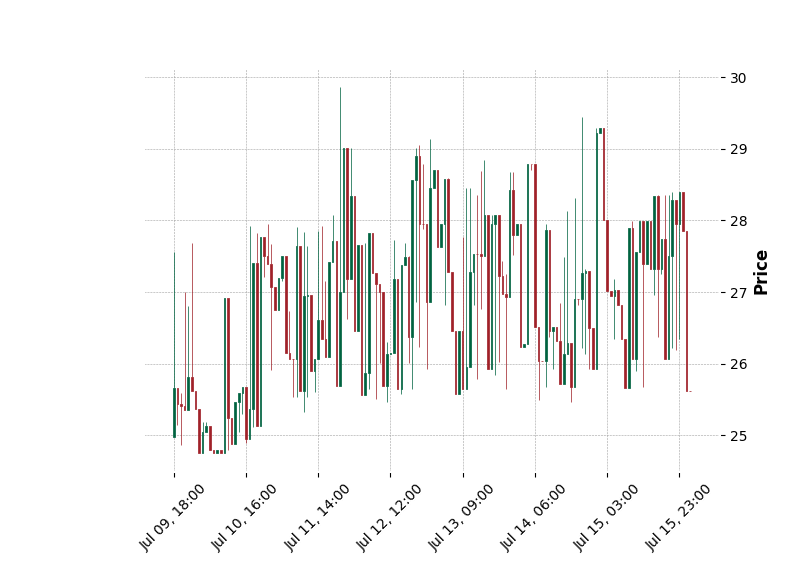 30
29
28
27
26
25
Price
Jul 09, 18:00
Jul 10, 16:00
Jul 11, 14:00
Jul 12, 12:00
Jul 13, 09:00
Jul 14, 06:00
Jul 15, 03:00
Jul 15, 23:00